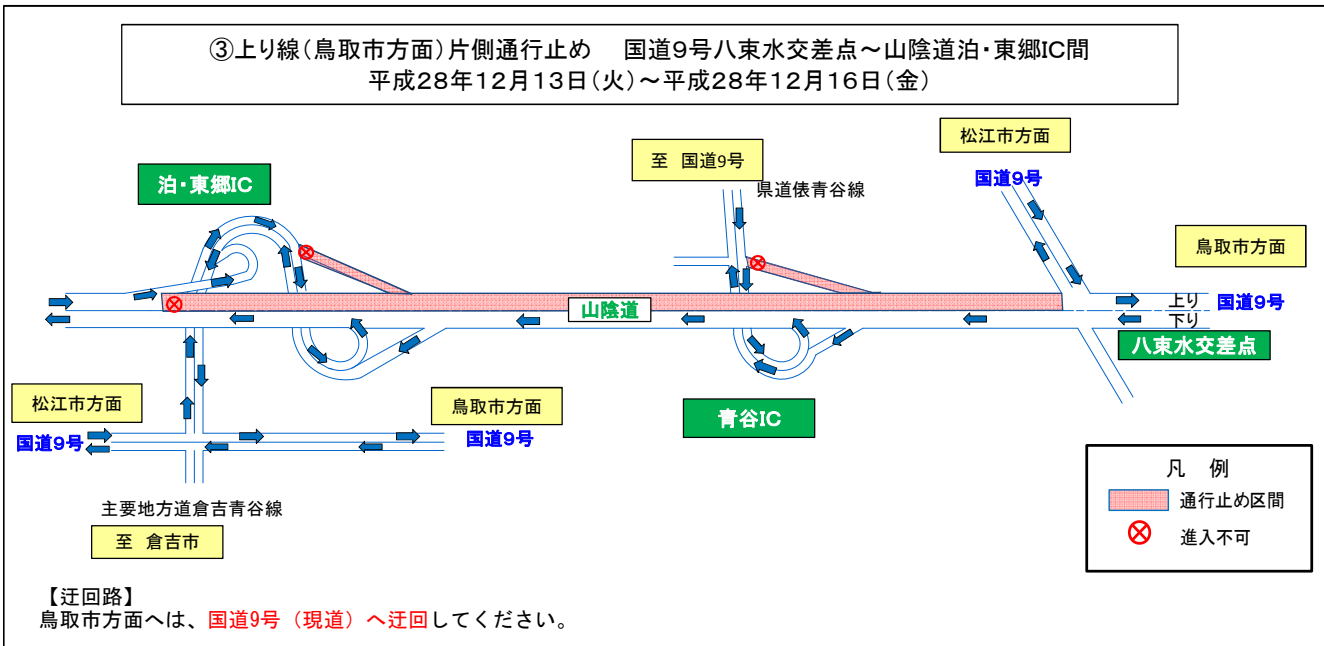 ③上り線(鳥取市方面)片側通行止め　国道9号八束水交差点～山陰道泊・東郷IC間
平成28年12月13日(火)～平成28年12月16日(金)
松江市方面
国道9号
至 国道9号
県道俵青谷線
泊・東郷IC
鳥取市方面
上り
国道9号
下り
山陰道
八束水交差点
松江市方面
国道9号
鳥取市方面
国道9号
青谷IC
主要地方道倉吉青谷線
至 倉吉市
凡 例
通行止め区間
進入不可
【迂回路】
鳥取市方面へは、国道9号（現道）へ迂回してください。